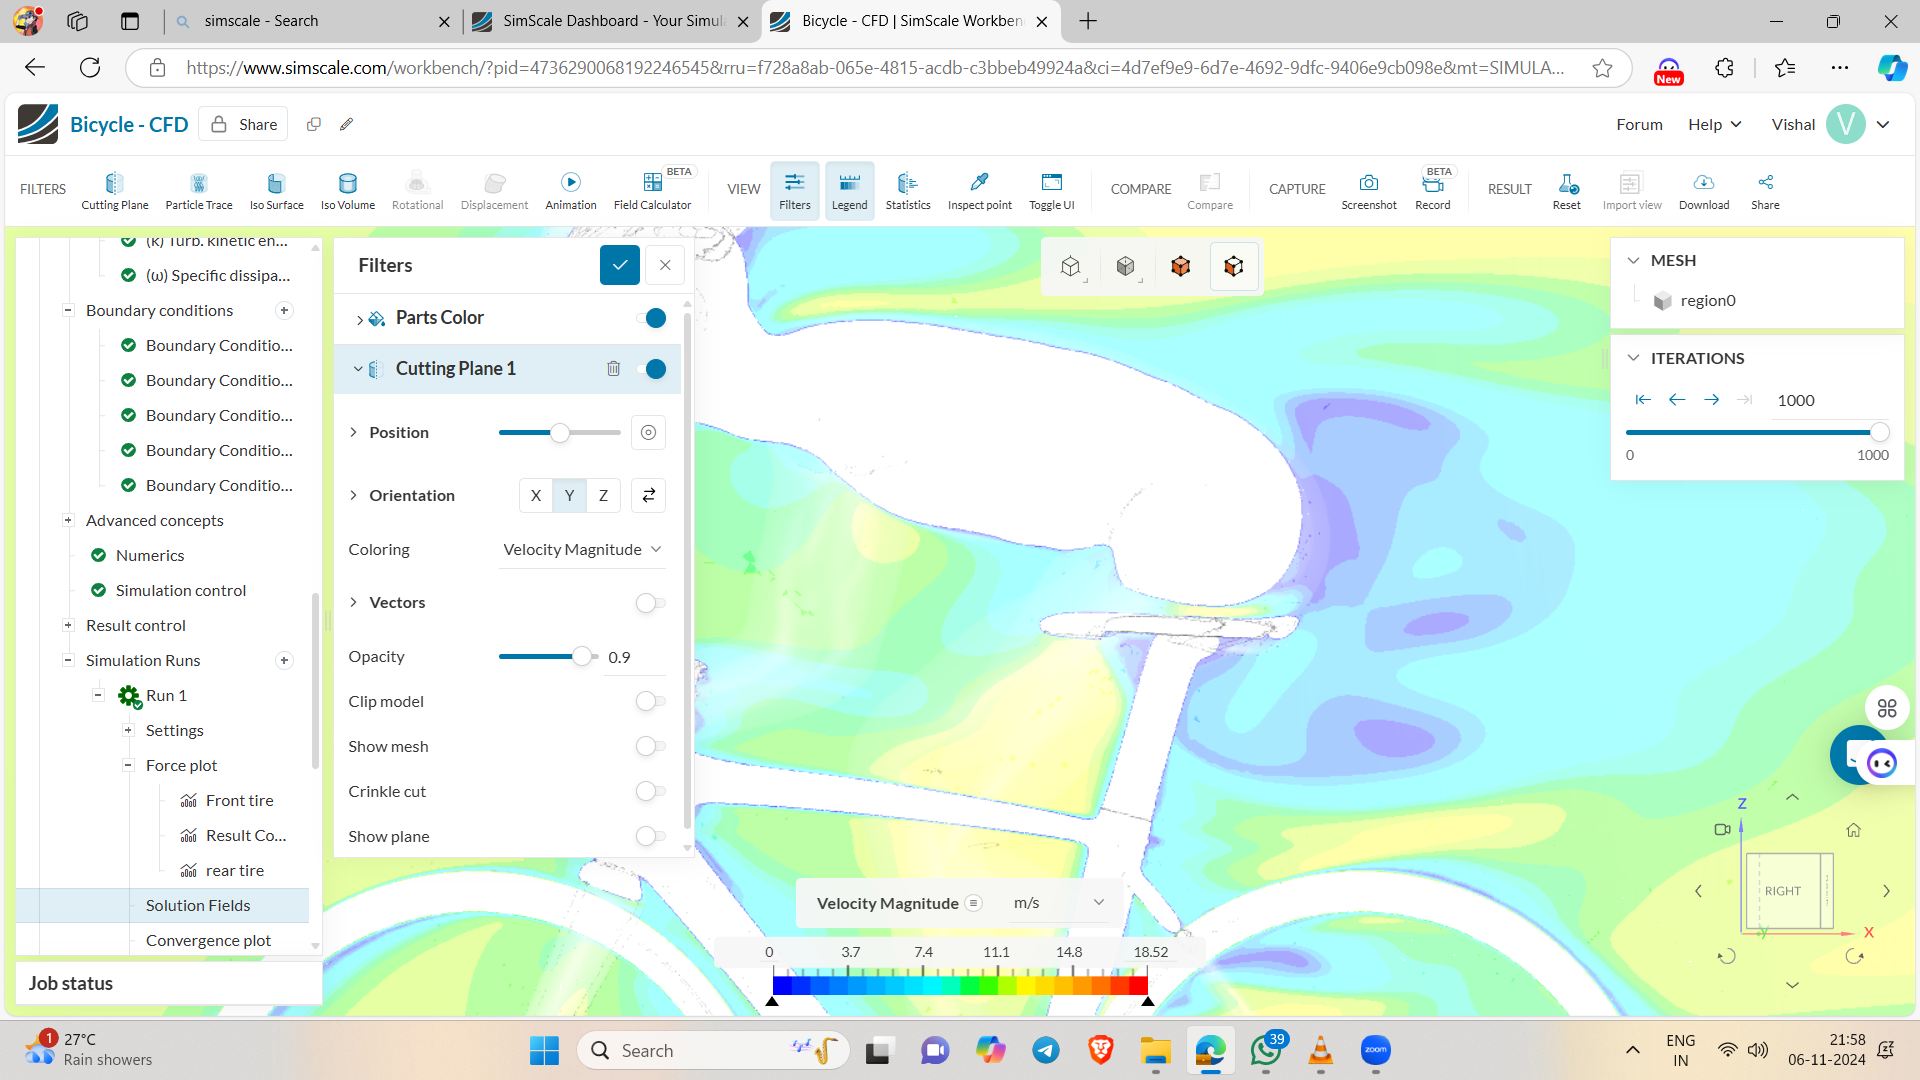 simscale - Search
SimScale Dashboard - Your Simula
Bicycle - CFD | SimScale Workben
https://www.simscale.com/workbench/?pid=4736290068192246545&rru=f728a8ab-065e-4815-acdb-c3bbeb49924a&ci=4d7ef9e9-6d7e-4692-9dfc-9406e9cb098e&mt=SIMULA...
New
Bicycle - CFD
Share
Forum
Help
Vishal
V
FILTERS
Cutting Plane
Particle Trace
Iso Surface
Iso Volume
Rotational
Displacement
Animation
BETA
Field Calculator
VIEW
Filters
Legend
Statistics
Inspect point
Toggle UI
COMPARE
Compare
CAPTURE
Screenshot
BETA
Record
RESULT
Reset
Import view
Download
Share
(k) Turb. kinetic en...
(ω) Specific dissipa...
Boundary conditions
Boundary Conditio...
Boundary Conditio...
Boundary Conditio...
Boundary Conditio...
Boundary Conditio...
Advanced concepts
Numerics
Simulation control
Result control
Simulation Runs
Run 1
Settings
Force plot
Front tire
Result Co...
rear tire
Solution Fields
Convergence plot
Job status
Filters
Parts Color
Cutting Plane 1
Position
Orientation
X Y Z
Coloring
Velocity Magnitude
Vectors
Opacity
0.9
Clip model
Show mesh
Crinkle cut
Show plane
MESH
region0
ITERATIONS
1000
0
1000
Velocity Magnitude
m/s
0 3.7 7.4 11.1 14.8 18.52
Z
RIGHT
X
Y
1
27°C
Rain showers
Search
39
zoom
ENG
IN
21:58
06-11-2024